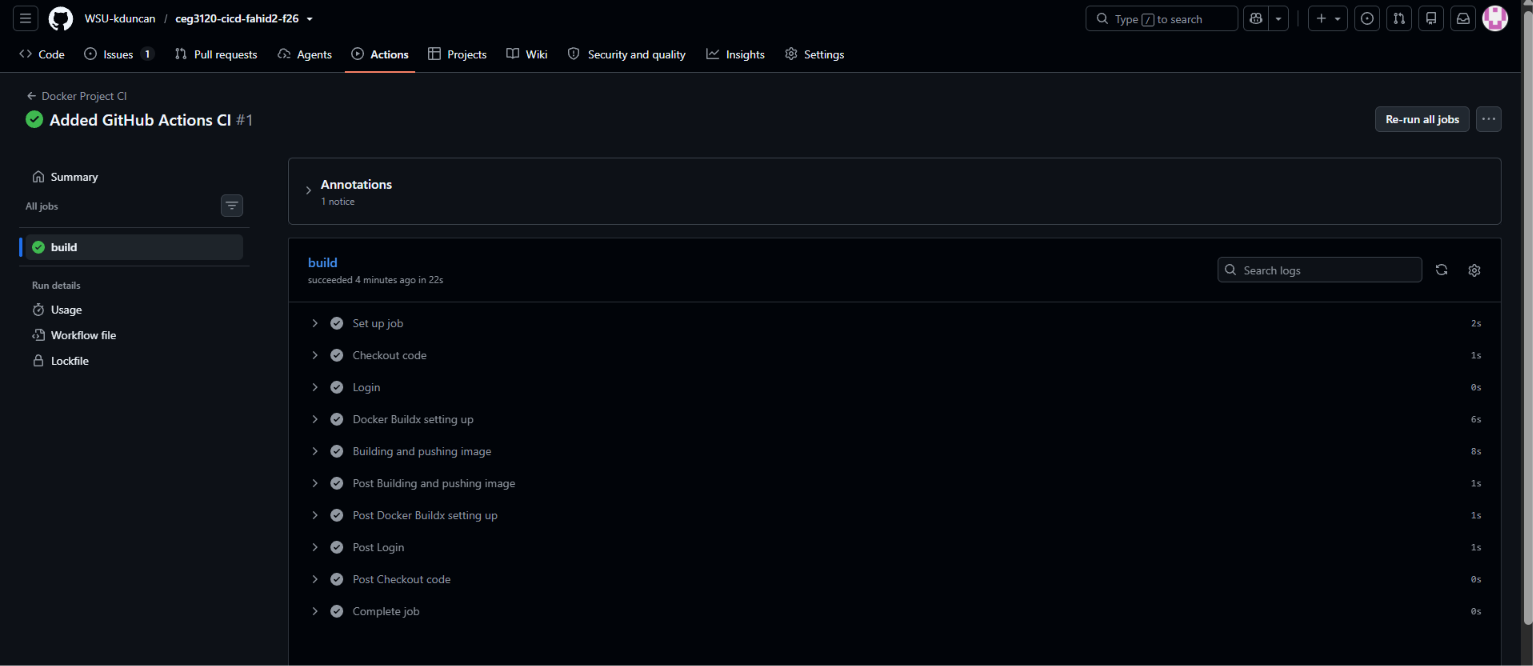 WSU-kduncan / ceg3120-cicd-fahid2-f26
Type / to search
Code Issues 1 Pull requests Agents Actions Projects Wiki Security and quality Insights Settings
Docker Project CI
Added GitHub Actions CI #1
Re-run all jobs
Summary
All jobs
build
Run details
Usage
Workflow file
Lockfile
Annotations
1 notice
build
succeeded 4 minutes ago in 22s
Search logs
Set up job 2s
Checkout code 1s
Login 0s
Docker Buildx setting up 6s
Building and pushing image 8s
Post Building and pushing image 1s
Post Docker Buildx setting up 1s
Post Login 1s
Post Checkout code 0s
Complete job 0s